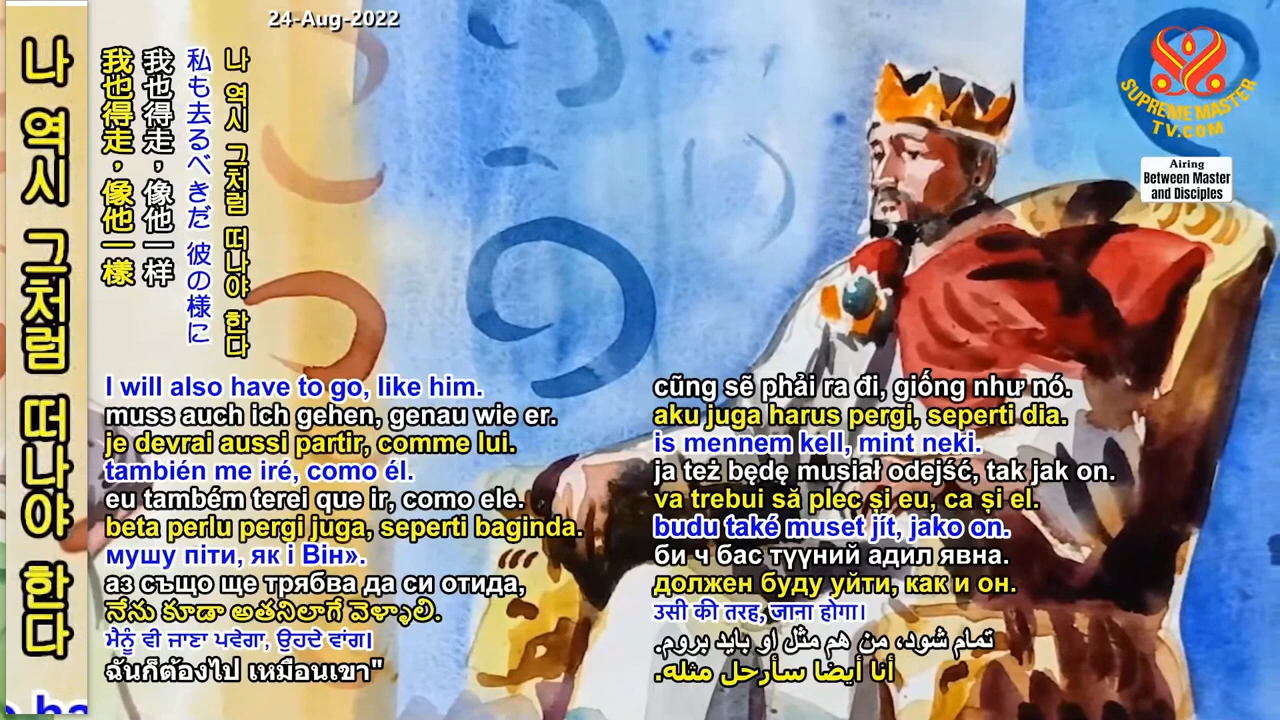 24-Aug-2022
나 역시 그처럼 떠나야 한다
나 역시 그처럼 떠나야 한다
私も去るべきだ 彼の様に
我也得走，像他一样
我也得走，像他一樣
SUPREME MASTER
TV.COM
Airing
Between Master
and Disciples
I will also have to go, like him.
muss auch ich gehen, genau wie er.
je devrai aussi partir, comme lui.
también me iré, como él.
eu também terei que ir, como ele.
beta perlu pergi juga, seperti baginda.
мушу піти, як і Він».
аз също ще трябва да си отида,
నేను కూడా అతనిలాగే వెళ్ళాలి.
ਮੈਨੂੰ ਵੀ ਜਾਣਾ ਪਵੇਗਾ, ਉਹਦੇ ਵਾਂਗ।
ฉันก็ต้องไป เหมือนเขา"
cũng sẽ phải ra đi, giống như nó.
aku juga harus pergi, seperti dia.
is mennem kell, mint neki.
ja też będę musiał odejść, tak jak on.
va trebui să plec și eu, ca și el.
budu také muset jít, jako on.
би ч бас түүний адил явна.
должен буду уйти, как и он.
उसी की तरह, जाना होगा।
تمام شود، من هم مثل او باید بروم.
أنا أيضا سأرحل مثله.